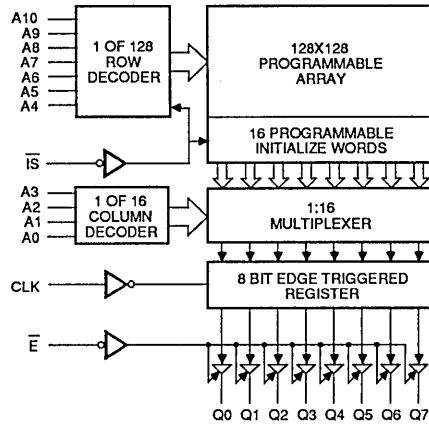 A10
A9
A8
A7
A6
A5
A4
1 OF 128
ROW
DECODER
128X128
PROGRAMMABLE
ARRAY
16 PROGRAMMABLE
INITIALIZE WORDS
IS
A3
A2
A1
A0
1 OF 16
COLUMN
DECODER
1:16
MULTIPLEXER
CLK
8 BIT EDGE TRIGGERED
REGISTER
E
Q0 Q1 Q2 Q3 Q4 Q5 Q6 Q7